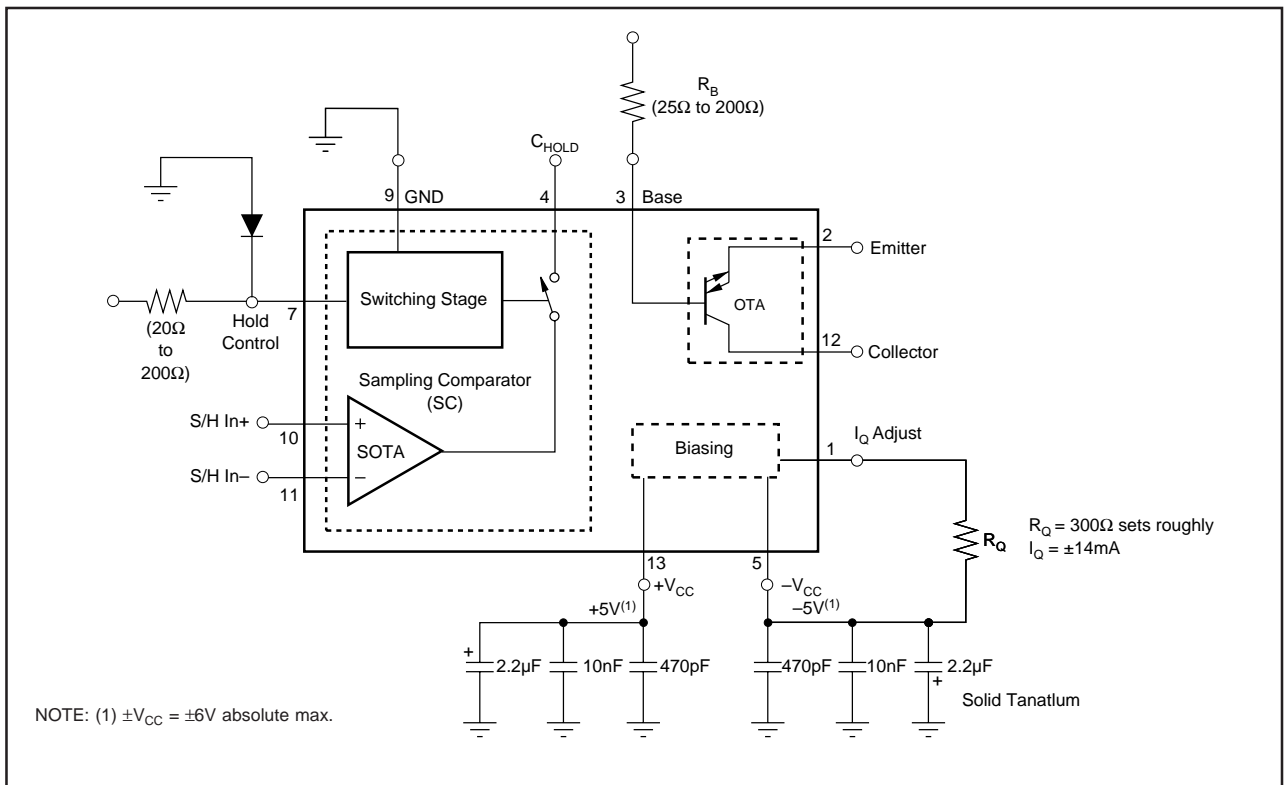 R_B
(25Ω to 200Ω)
C_HOLD
9 GND
4
3 Base
2 Emitter
Switching Stage
OTA
7
Hold
Control
(20Ω
to
200Ω)
12
Collector
Sampling Comparator
(SC)
S/H In+
10
+
SOTA
Biasing
I_Q Adjust
1
S/H In–
11
–
R_Q = 300Ω sets roughly
I_Q = ±14mA
R_Q
13
5
+V_CC
–V_CC
+5V(1)
–5V(1)
+
2.2µF
10nF
470pF
470pF
10nF
2.2µF
+
Solid Tanatlum
NOTE: (1) ±V_CC = ±6V absolute max.